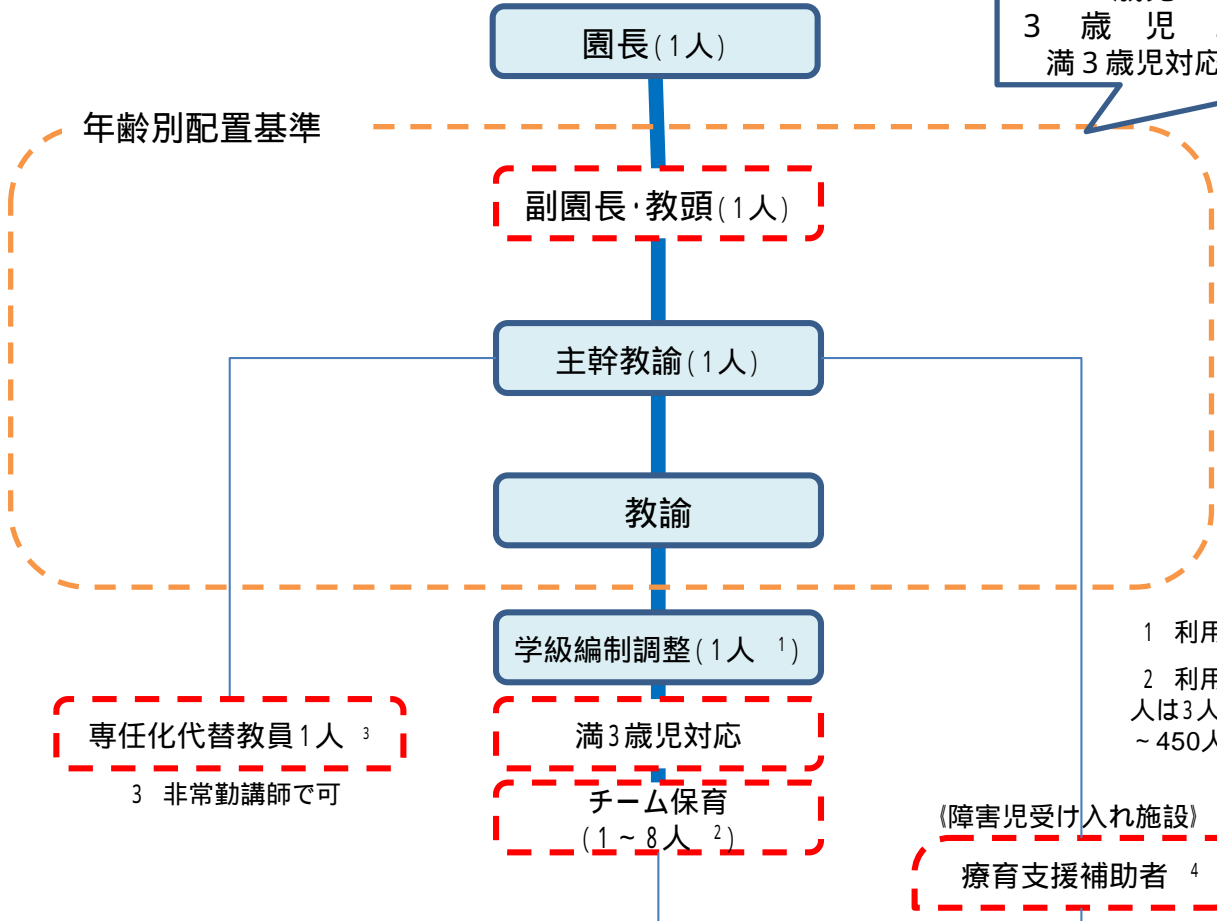 園長(1人)
3 歳 児
満3歳児対応
年齢別配置基準
副園長・教頭(1人)
主幹教諭(1人)
教諭
学級編制調整(1人 1)
1 利用
2 利用
人は3人
~450人
専任化代替教員1人 3
満3歳児対応
3 非常勤講師で可
チーム保育
(1~8人 2)
《障害児受け入れ施設》
療育支援補助者 4